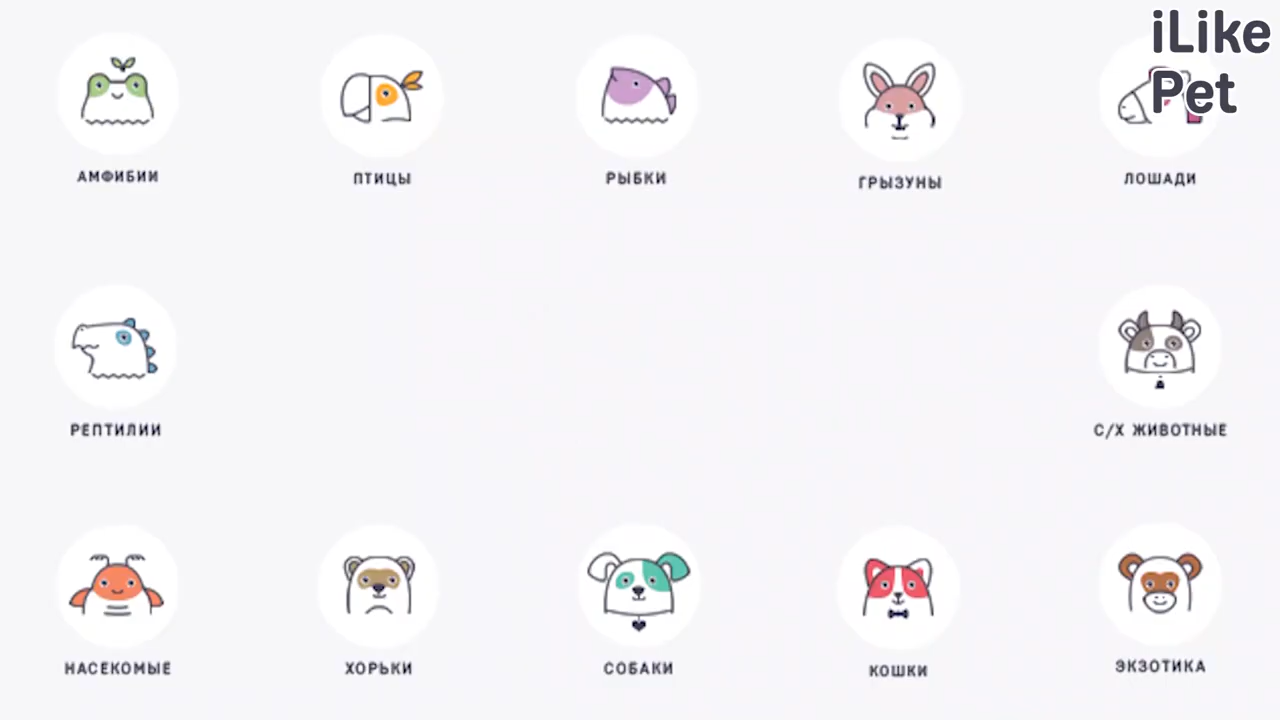 iLike
Pet
АМФИБИИ
ПТИЦЫ
РЫБКИ
ГРЫЗУНЫ
ЛОШАДИ
РЕПТИЛИИ
С/Х ЖИВОТНЫЕ
НАСЕКОМЫЕ
ХОРЬКИ
СОБАКИ
КОШКИ
ЭКЗОТИКА